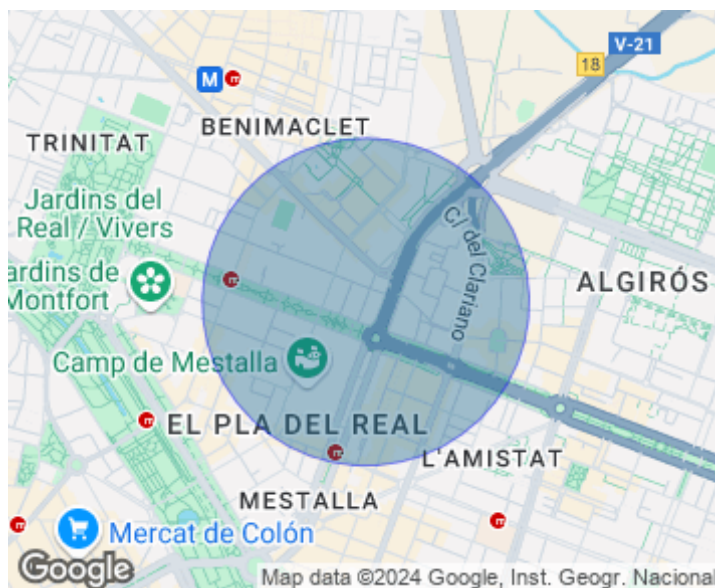 V-21
18
M
BENIMACLET
TRINITAT
Jardins del
Real / Vivers
ardins de
Montfort
C/ del Clariano
ALGIRÓS
Camp de Mestalla
EL PLA DEL REAL
L'AMISTAT
MESTALLA
Mercat de Colón
Google
Map data ©2024 Google, Inst. Geogr. Nacional